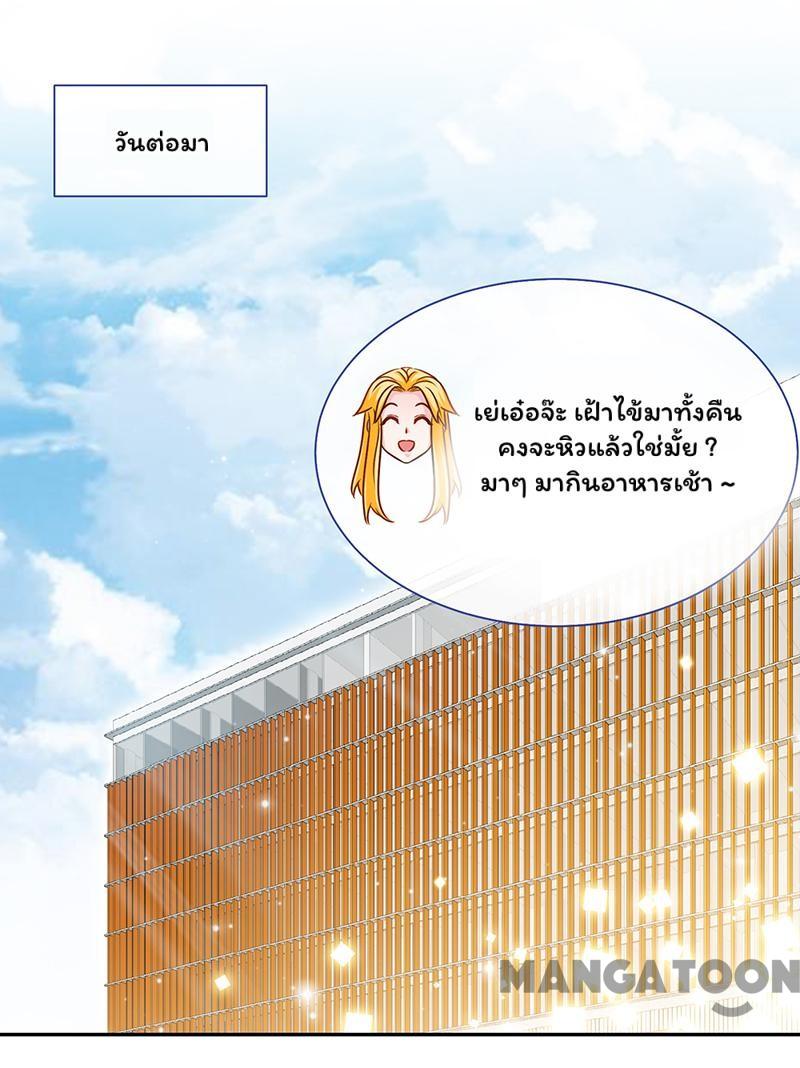 วันต่อมา
เย่เอ๋อจ๊ะ เฝ้าไข้มาทั้งคืน
คงจะหิวแล้วใช่มั้ย ?
มาๆ มากินอาหารเช้า ~
MANGATOON